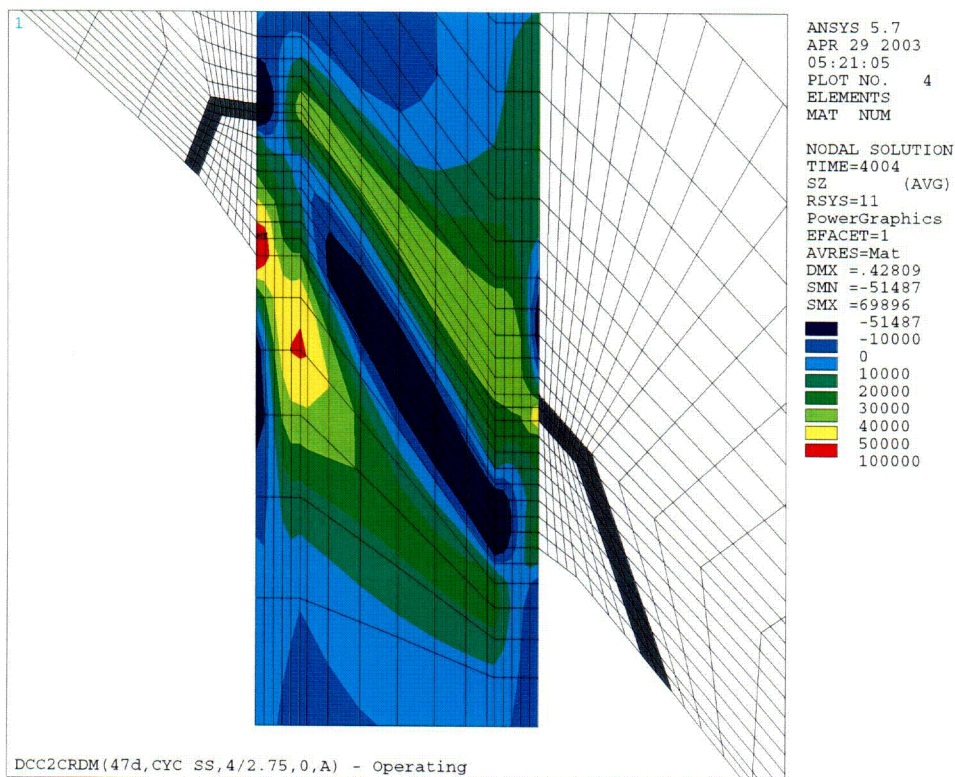 1
ANSYS 5.7
APR 29 2003
05:21:05
PLOT NO. 4
ELEMENTS
MAT NUM
NODAL SOLUTION
TIME=4004
SZ (AVG)
RSYS=11
PowerGraphics
EFACET=1
AVRES=Mat
DMX =.42809
SMN =-51487
SMX =69896
-51487
-10000
0
10000
20000
30000
40000
50000
100000
DCC2CRDM(47d,CYC SS,4/2.75,0,A) - Operating